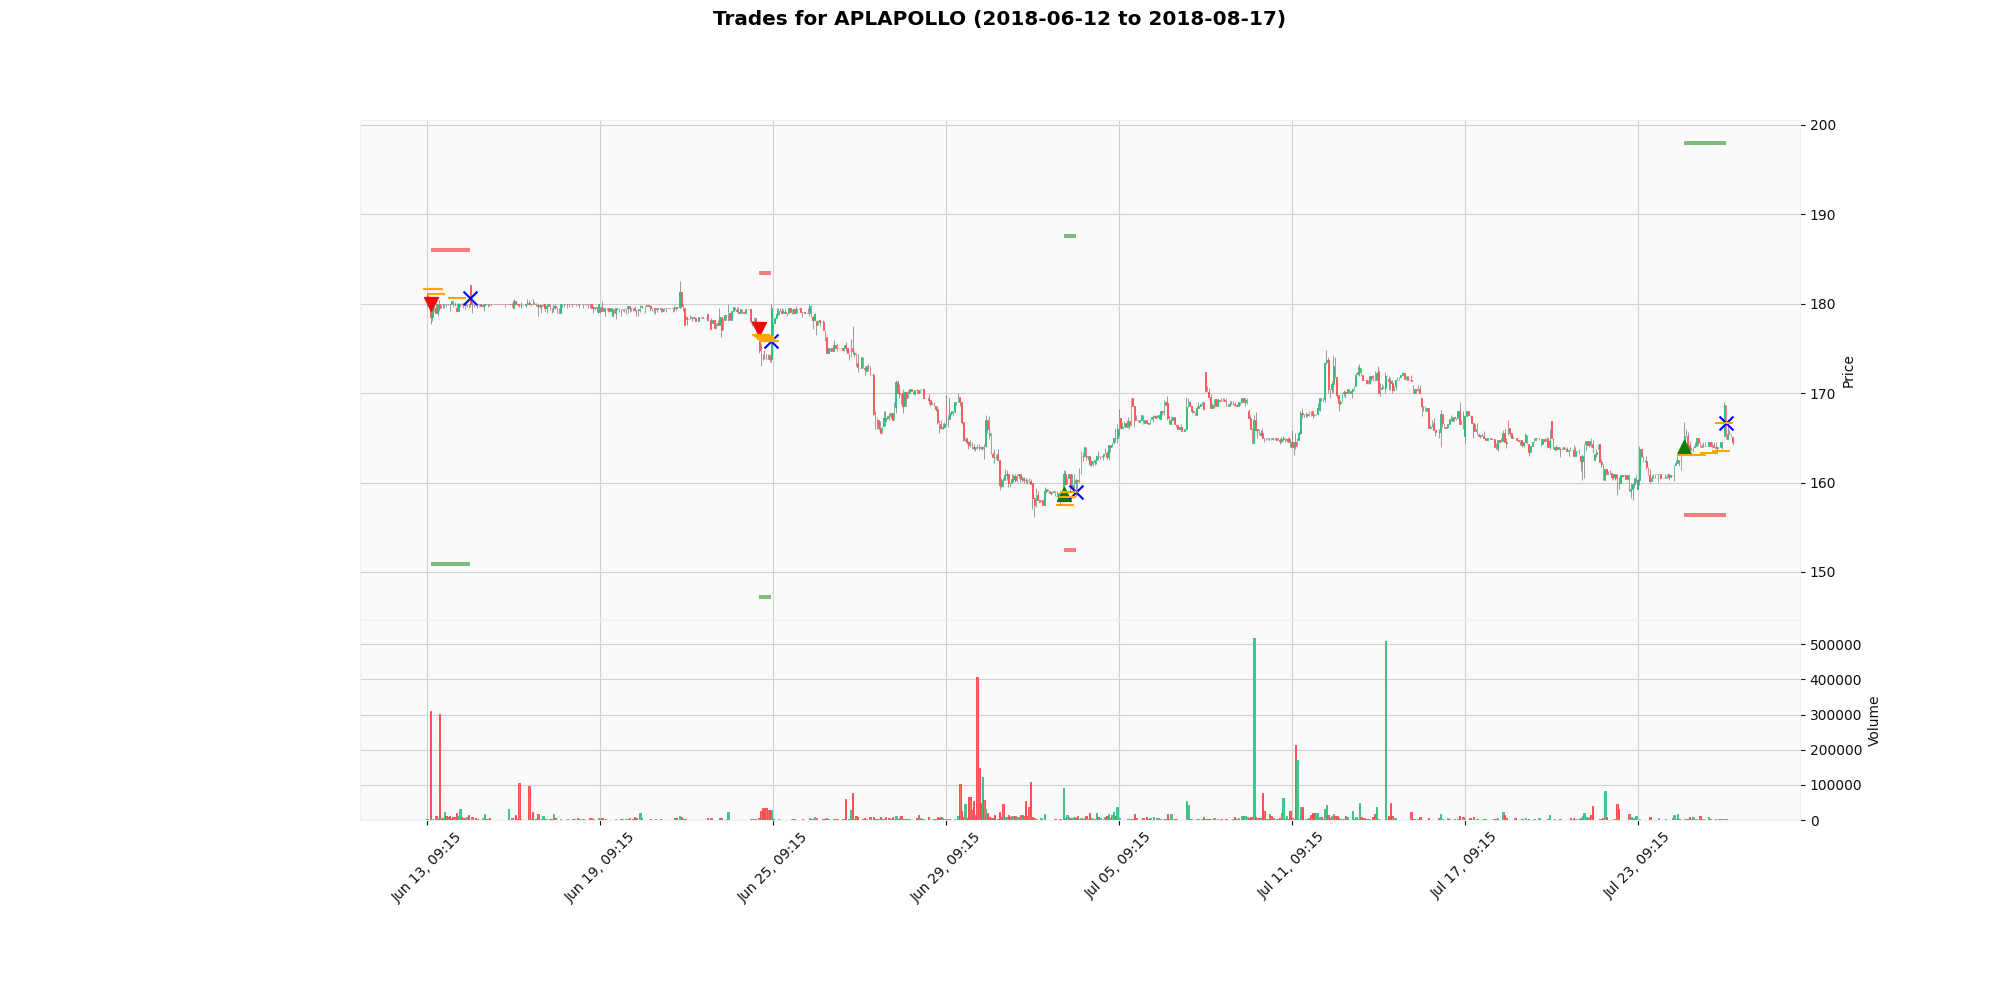 Trades for APLAPOLLO (2018-06-12 to 2018-08-17)
200
190
180
170
160
150
Price
500000
400000
300000
200000
100000
0
Volume
Jun 13, 09:15
Jun 19, 09:15
Jun 25, 09:15
Jun 29, 09:15
Jul 05, 09:15
Jul 11, 09:15
Jul 17, 09:15
Jul 23, 09:15